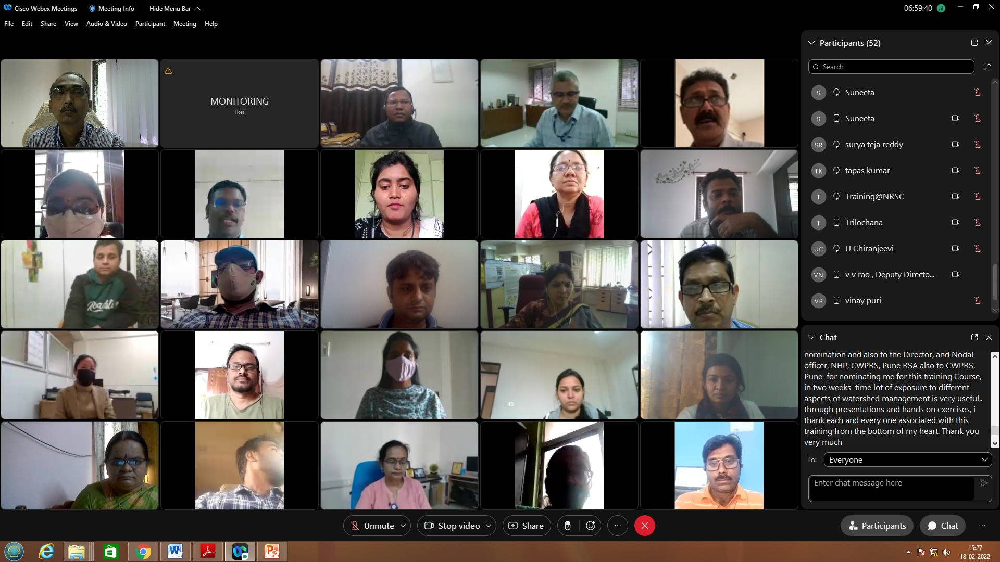 Cisco Webex Meetings
Meeting Info
Hide Menu Bar
06:59:40
File Edit Share View Audio & Video Participant Meeting Help
MONITORING
Host
Roadster
Participants (52)
Search
S Suneeta
S Suneeta
SR surya teja reddy
TK tapas kumar
T Training@NRSC
T Trilochana
UC U Chiranjeevi
VN v v rao , Deputy Directo...
VP vinay puri
Chat
nomination and also to the Director, and Nodal
officer, NHP, CWPRS, Pune RSA also to CWPRS,
Pune for nominating me for this training Course,
in two weeks time lot of exposure to different
aspects of watershed management is very useful,.
through presentations and hands on exercises, i
thank each and every one associated with this
training from the bottom of my heart. Thank you
very much
To: Everyone
Enter chat message here
Unmute
Stop video
Share
Participants
Chat
15:27
18-02-2022